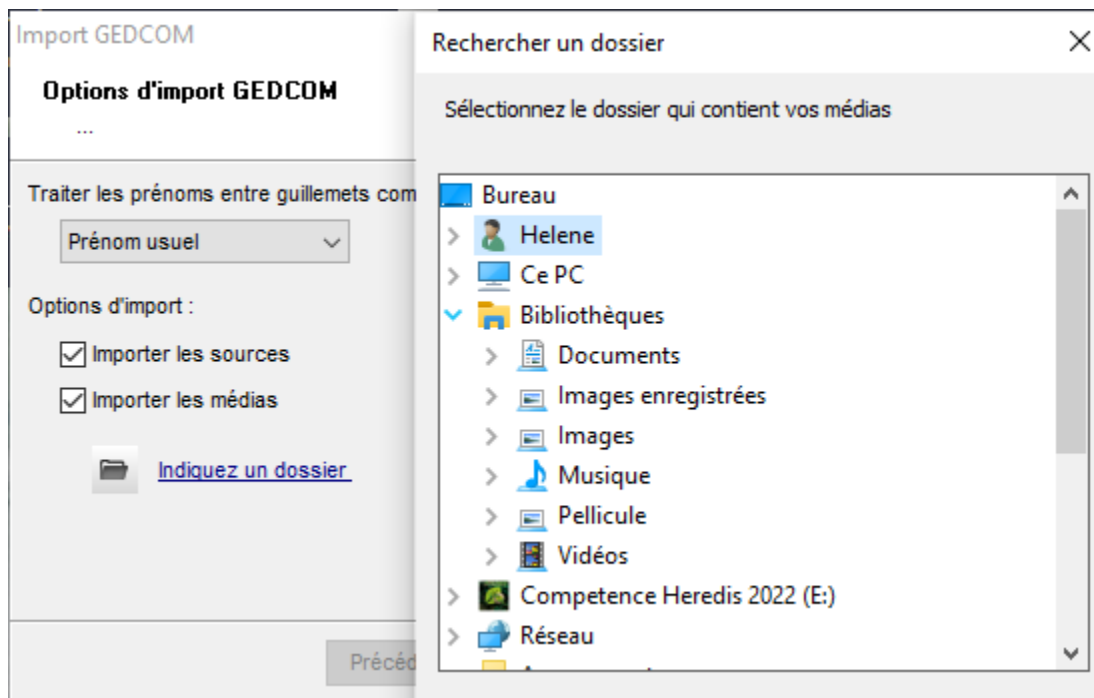 Import GEDCOM
Options d'import GEDCOM
...
Traiter les prénoms entre guillemets com
Prénom usuel
Options d'import :
Importer les sources
Importer les médias
Indiquez un dossier
Précéd
Rechercher un dossier
Sélectionnez le dossier qui contient vos médias
Bureau
Helene
Ce PC
Bibliothèques
Documents
Images enregistrées
Images
Musique
Pellicule
Vidéos
Competence Heredis 2022 (E:)
Réseau